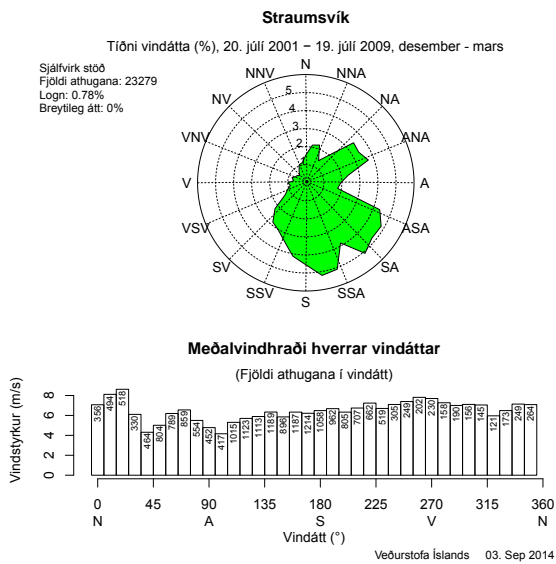 Straumsvík
Tíðni vindátta (%), 20. júlí 2001 − 19. júlí 2009, desember - mars
Sjálfvirk stöð
Fjöldi athugana: 23279
Logn: 0.78%
Breytileg átt: 0%
N
NNV
NNA
NV
NA
VNV
ANA
V
A
VSV
ASA
SV
SA
SSV
SSA
S
5
4
3
2
Meðalvindhraði hverrar vindáttar
(Fjöldi athugana í vindátt)
Vindstyrkur (m/s)
8
6
4
2
0
356 494 518 330 464 804 789 859 554 452 417 1015 1123 1113 1189 896 1187 1214 1058 962 805 707 662 519 305 249 202 230 158 190 156 145 121 173 249 264
0 45 90 135 180 225 270 315 360
N A S V N
Vindátt (°)
Veðurstofa Íslands 03. Sep 2014